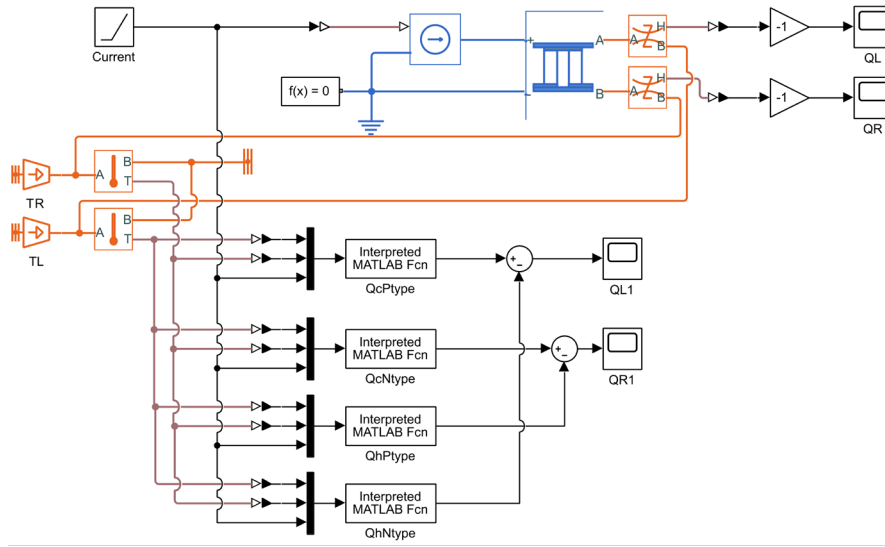 Current
f(x) = 0
+
-
A
B
A
H
B
A
H
B
-1
QL
-1
QR
A
B
T
TR
A
B
T
TL
Interpreted
MATLAB Fcn
QcPtype
+
-
QL1
Interpreted
MATLAB Fcn
QcNtype
+
-
QR1
Interpreted
MATLAB Fcn
QhPtype
Interpreted
MATLAB Fcn
QhNtype